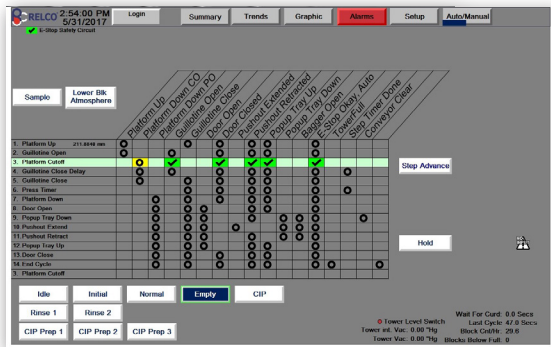 RELCO
2:54:00 PM
5/31/2017
Login
Summary
Trends
Graphic
Alarms
Setup
Auto/Manual
E-Stop Safety Circuit
Sample
Lower Blk Atmosphere
Platform Up
Platform Down CO
Platform Down PO
Guillotine Open
Guillotine Close
Door Open
Door Closed
Pushout Extended
Pushout Retracted
Popup Tray Up
Popup Tray Down
Bagger Open
E.Stop Okay, Auto
TowerFull
Step Timer Done
Conveyor Clear
1. Platform Up 211.6640 mm
2. Guillotine Open
3. Platform Cutoff
4. Guillotine Close Delay
5. Guillotine Close
6. Press Timer
7. Platform Down
8. Door Open
9. Popup Tray Down
10. Pushout Extend
11. Pushout Retract
12 Popup Tray Up
13. Door Close
14. End Cycle
3. Platform Cutoff
Step Advance
Hold
Idle
Initial
Normal
Empty
CIP
Rinse 1
Rinse 2
CIP Prep 1
CIP Prep 2
CIP Prep 3
Tower Level Switch
Tower int. Vac: 0.00 "Hg
Tower Vac: 0.00 "Hg
Wait For Curd: 0.0 Secs
Last Cycle 47.0 Secs
Block Cnt/Hr. 29.6
Blocks Below Full: 0